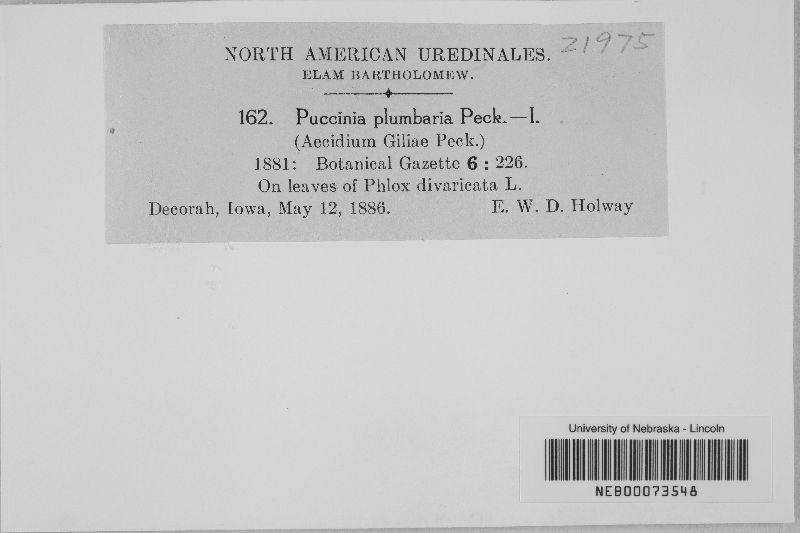 21975
NORTH AMERICAN UREDINALES.
ELAM BARTHOLOMEW.
162. Puccinia plumbaria Peck.—I.
(Aecidium Giliae Peck.)
1881: Botanical Gazette 6 : 226.
On leaves of Phlox divaricata L.
Decorah, Iowa, May 12, 1886. E. W. D. Holway
University of Nebraska - Lincoln
NEB00073548